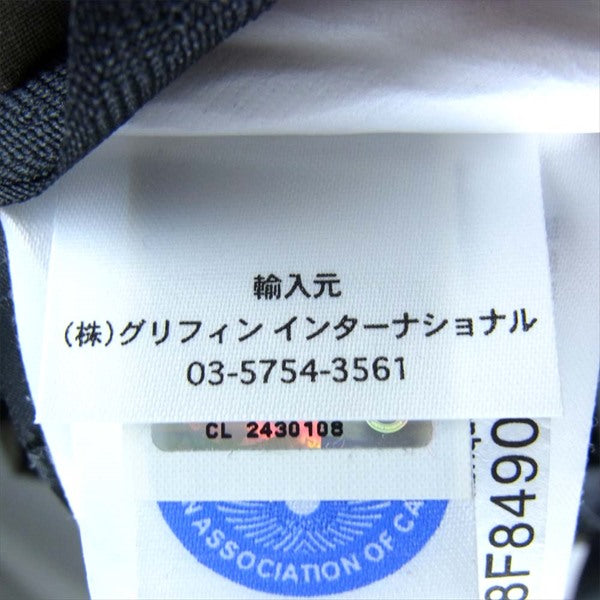 輸入元
(株)グリフィン インターナショナル
03-5754-3561
CL 2430108
N ASSOCIATION OF CA
8F8490